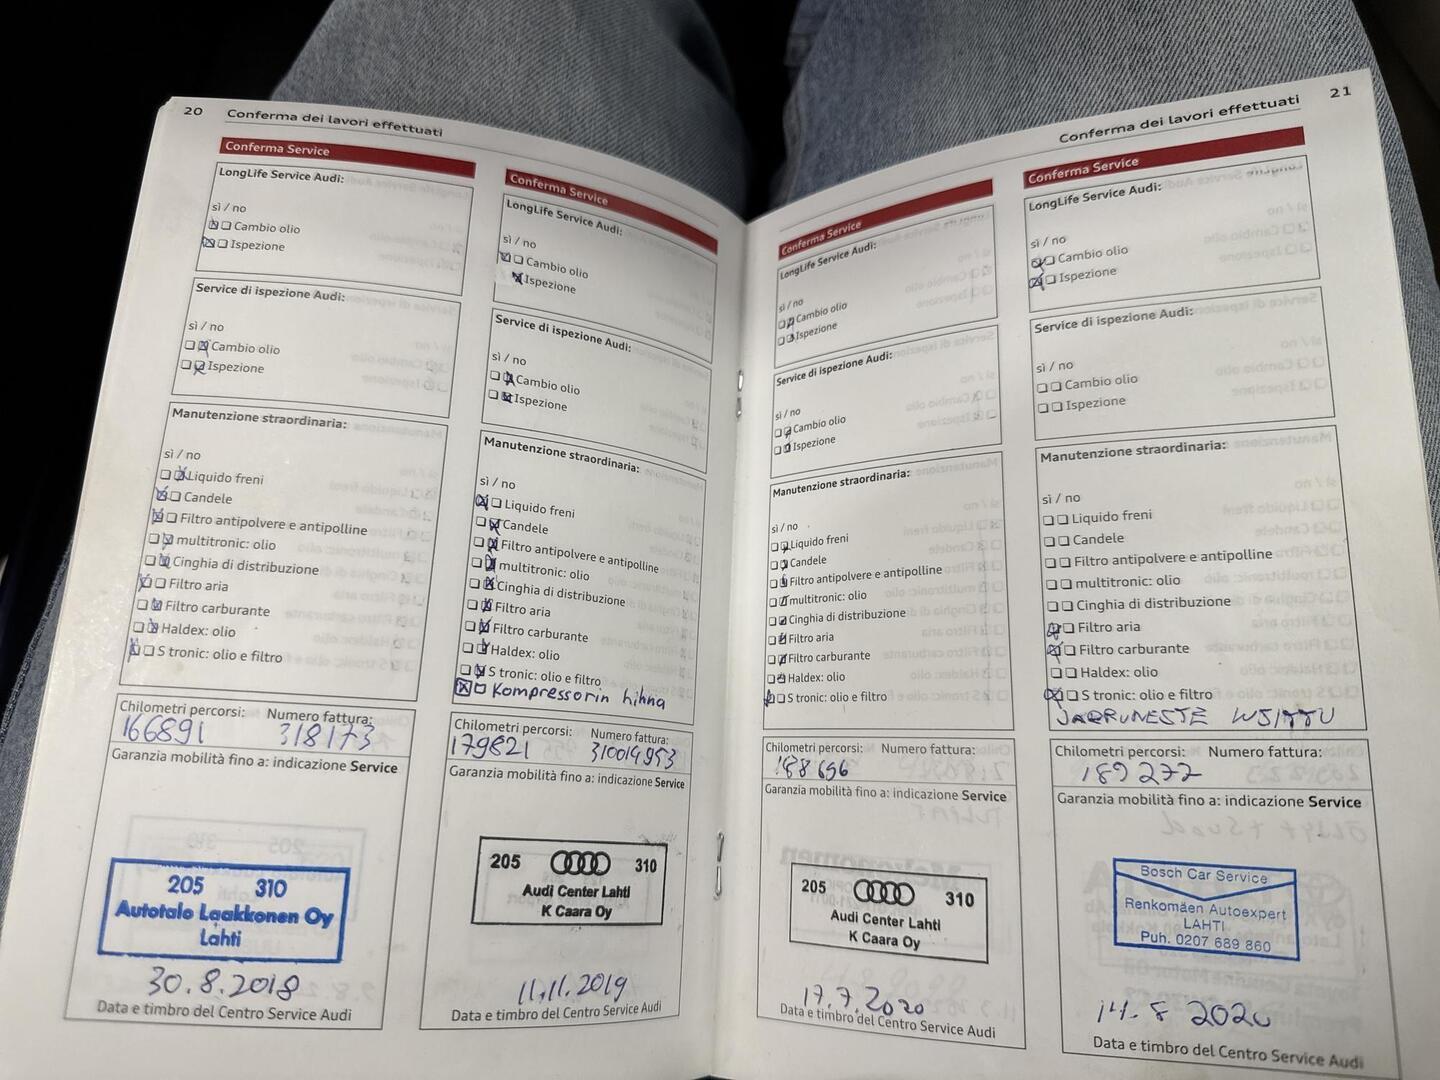 20 Conferma dei lavori effettuati
Conferma Service
LongLife Service Audi:
sì / no
Cambio olio
Ispezione
Service di ispezione Audi:
sì / no
Cambio olio
Ispezione
Manutenzione straordinaria:
sì / no
Liquido freni
Candele
Filtro antipolvere e antipolline
multitronic: olio
Cinghia di distribuzione
Filtro aria
Filtro carburante
Haldex: olio
S tronic: olio e filtro
Chilometri percorsi: Numero fattura:
166891 318173
Garanzia mobilità fino a: indicazione Service
205 310
Autotalo Laakkonen Oy
Lahti
30.8.2018
Data e timbro del Centro Service Audi
Conferma Service
LongLife Service Audi:
sì / no
Cambio olio
Ispezione
Service di ispezione Audi:
sì / no
Cambio olio
Ispezione
Manutenzione straordinaria:
sì / no
Liquido freni
Candele
Filtro antipolvere e antipolline
multitronic: olio
Cinghia di distribuzione
Filtro aria
Filtro carburante
Haldex: olio
S tronic: olio e filtro
Kompressorin hihna
Chilometri percorsi: Numero fattura:
179821 310014953
Garanzia mobilità fino a: indicazione Service
205 310
Audi Center Lahti
K Caara Oy
11.11.2019
Data e timbro del Centro Service Audi
Conferma dei lavori effettuati 21
Conferma Service
LongLife Service Audi:
sì / no
Cambio olio
Ispezione
Service di ispezione Audi:
sì / no
Cambio olio
Ispezione
Manutenzione straordinaria:
sì / no
Liquido freni
Candele
Filtro antipolvere e antipolline
multitronic: olio
Cinghia di distribuzione
Filtro aria
Filtro carburante
Haldex: olio
S tronic: olio e filtro
Chilometri percorsi: Numero fattura:
188656
Garanzia mobilità fino a: indicazione Service
205 310
Audi Center Lahti
K Caara Oy
17.7.2020
Data e timbro del Centro Service Audi
Conferma Service
LongLife Service Audi:
sì / no
Cambio olio
Ispezione
Service di ispezione Audi:
sì / no
Cambio olio
Ispezione
Manutenzione straordinaria:
sì / no
Liquido freni
Candele
Filtro antipolvere e antipolline
multitronic: olio
Cinghia di distribuzione
Filtro aria
Filtro carburante
Haldex: olio
S tronic: olio e filtro
JARRUNESTE
Chilometri percorsi: Numero fattura:
189272
Garanzia mobilità fino a: indicazione Service
Bosch Car Service
Renkomäen Autoexpert
LAHTI
Puh. 0207 689 860
14.8 2020
Data e timbro del Centro Service Audi